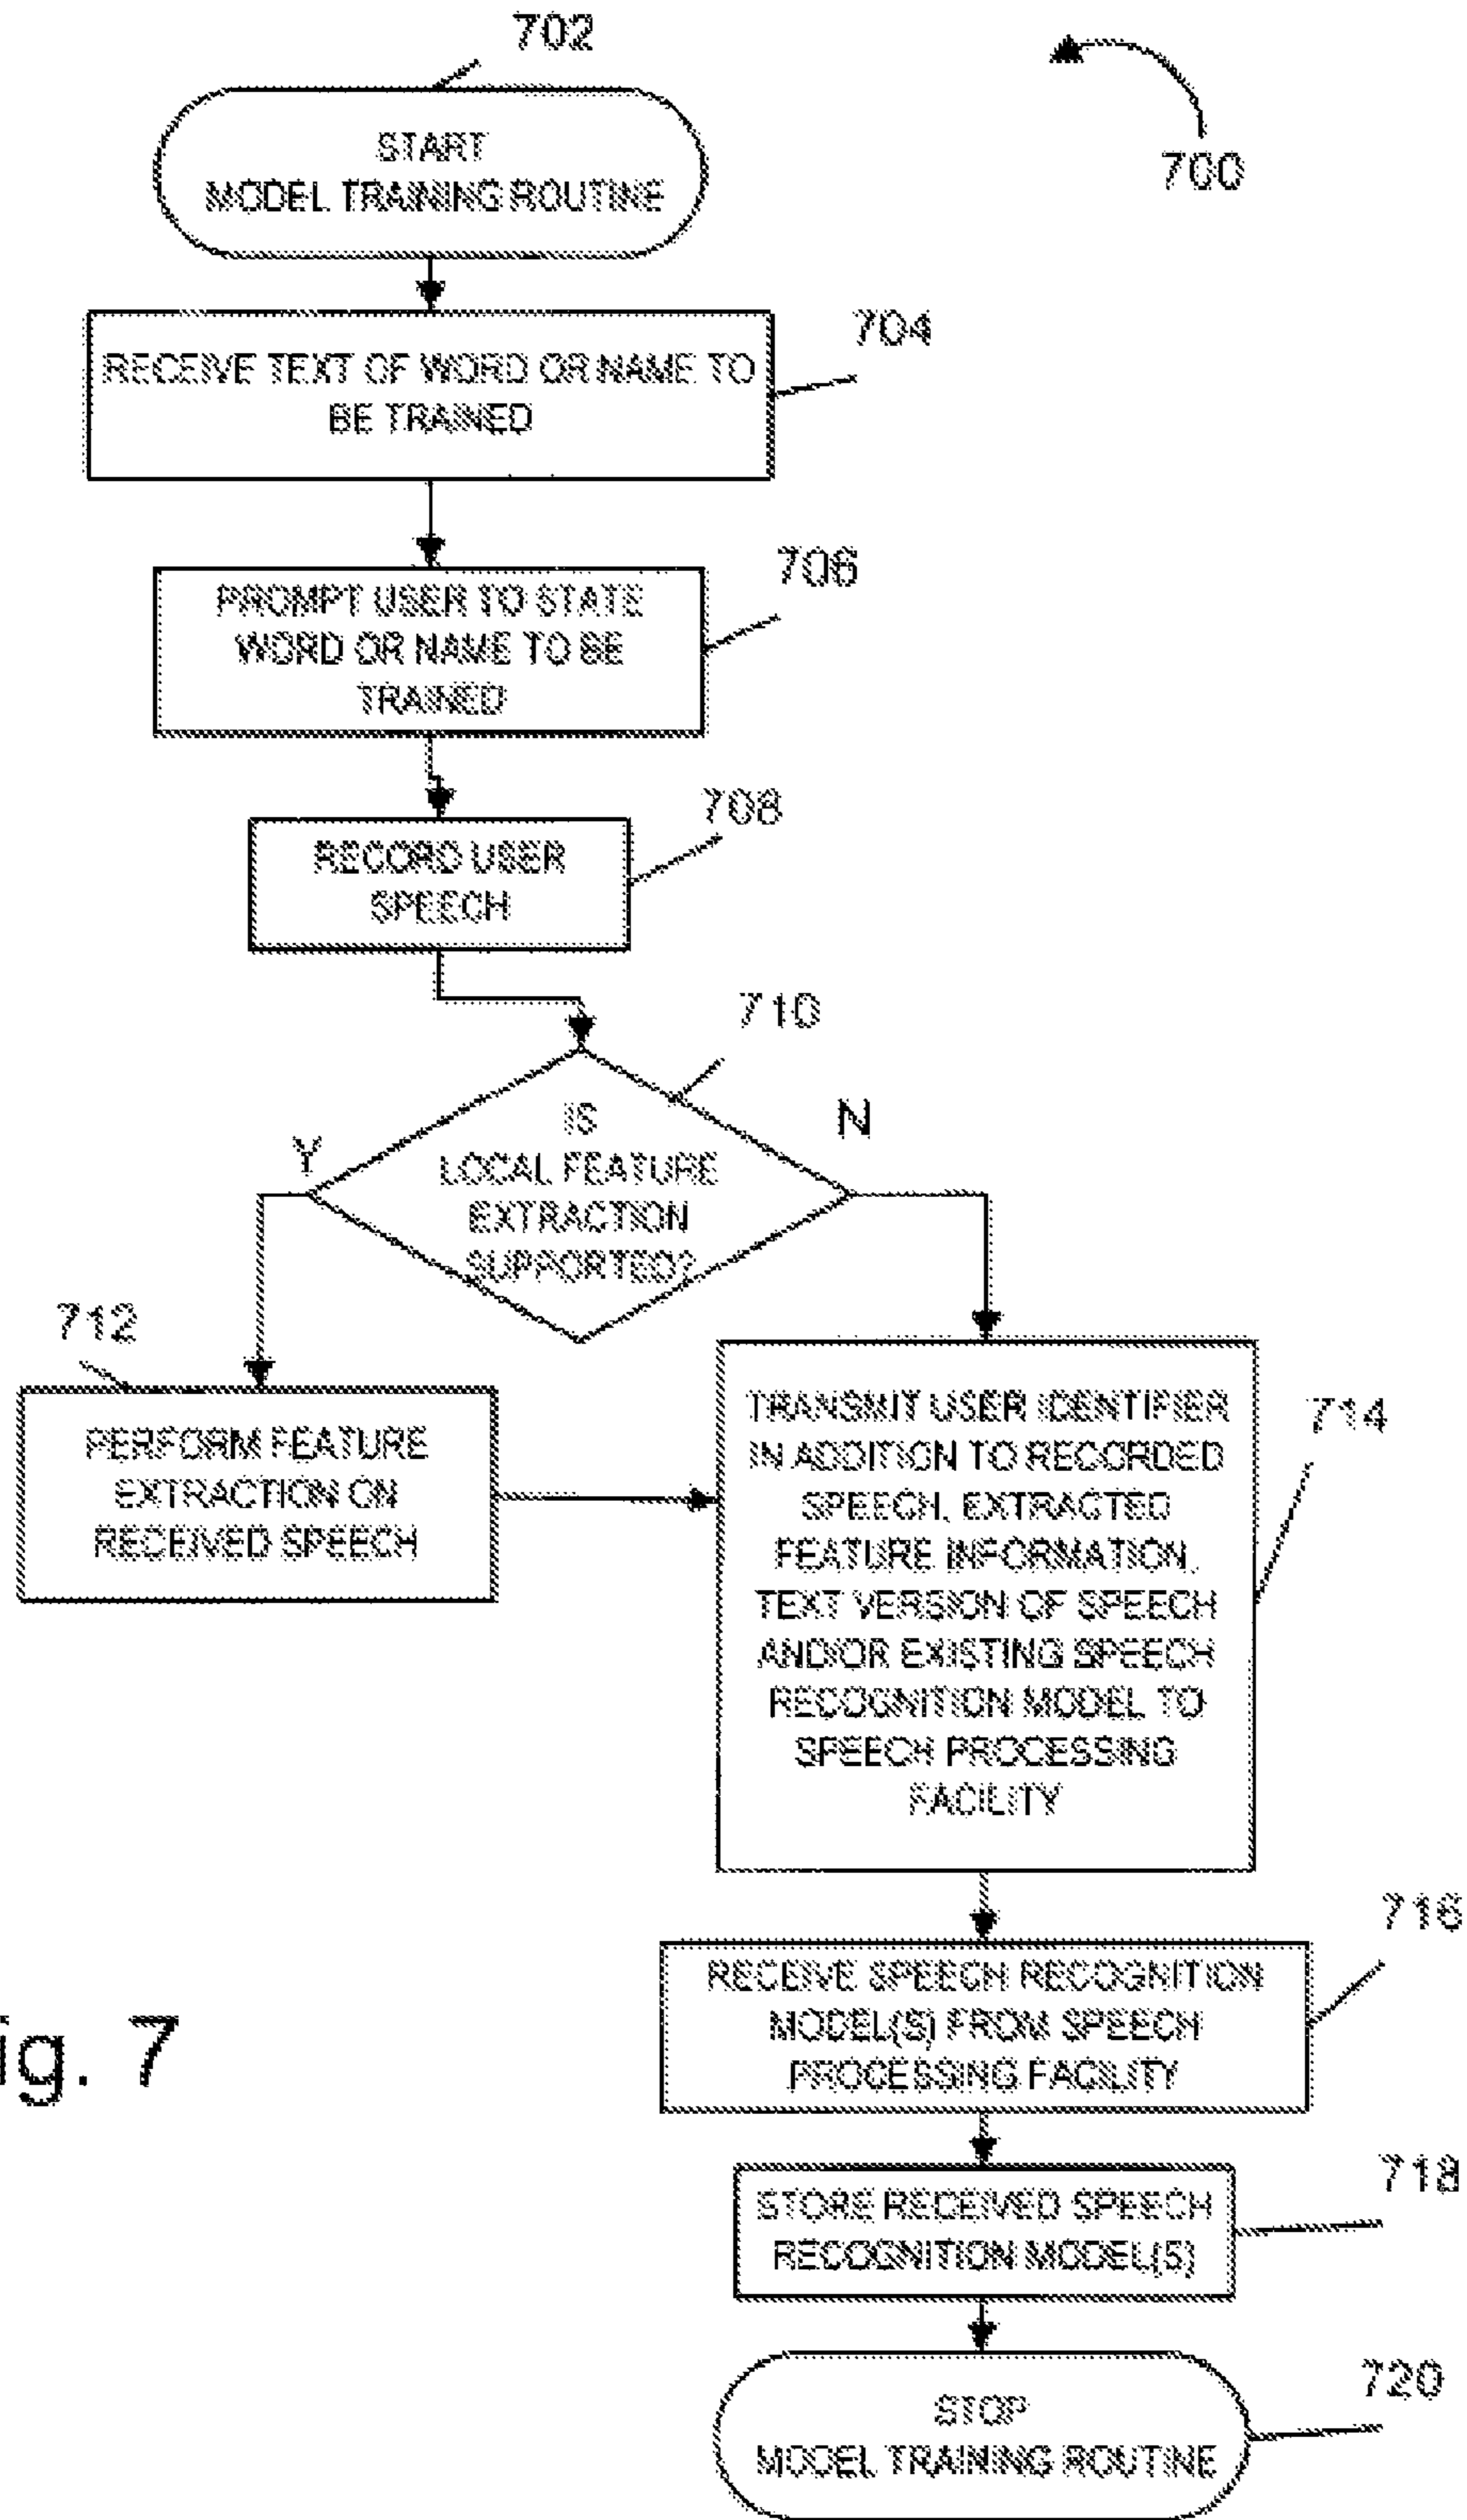 702
700
START
MODEL TRAINING ROUTINE
704
RECEIVE TEXT OF WORD OR NAME TO
BE TRAINED
706
PROMPT USER TO STATE
WORD OR NAME TO BE
TRAINED
708
RECORD USER
SPEECH
710
IS
LOCAL FEATURE
EXTRACTION
SUPPORTED?
Y
N
712
PERFORM FEATURE
EXTRACTION ON
RECEIVED SPEECH
714
TRANSMIT USER IDENTIFIER
IN ADDITION TO RECORDED
SPEECH, EXTRACTED
FEATURE INFORMATION,
TEXT VERSION OF SPEECH
AND/OR EXISTING SPEECH
RECOGNITION MODEL TO
SPEECH PROCESSING
FACILITY
716
RECEIVE SPEECH RECOGNITION
MODEL(S) FROM SPEECH
PROCESSING FACILITY
718
STORE RECEIVED SPEECH
RECOGNITION MODEL(S)
720
STOP
MODEL TRAINING ROUTINE
ig. 7